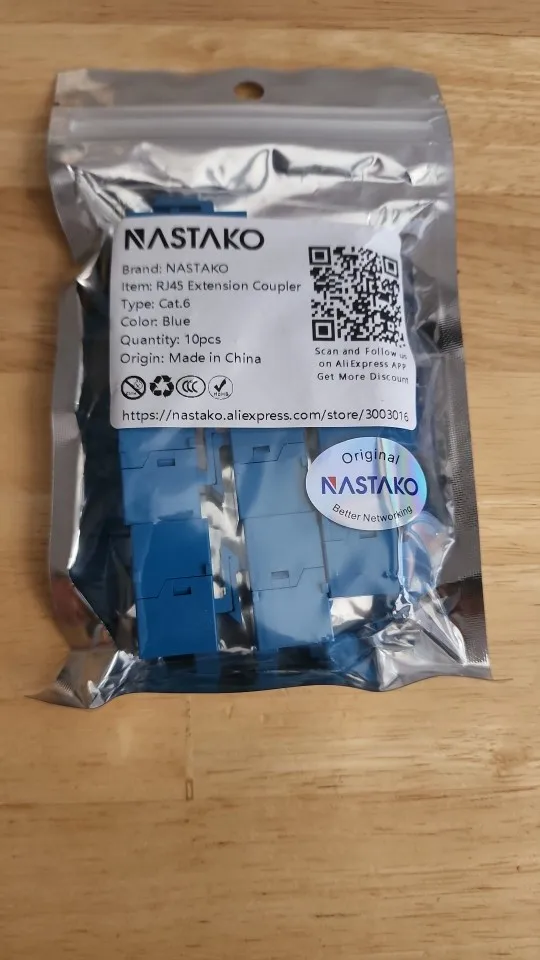 NASTAKO
Brand: NASTAKO
Item: RJ45 Extension Coupler
Type: Cat.6
Color: Blue
Quantity: 10pcs
Origin: Made in China
Scan and Follow us
on AliExpress APP
Get More Discount
CCC
RoHS
https://nastako.aliexpress.com/store/3003016
Original
NASTAKO
Better Networking